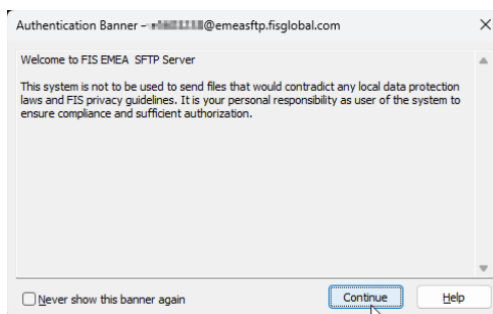 Authentication Banner – @emeasftp.fisglobal.com
Welcome to FIS EMEA SFTP Server
This system is not to be used to send files that would contradict any local data protection
laws and FIS privacy guidelines. It is your personal responsibility as user of the system to
ensure compliance and sufficient authorization.
Never show this banner again
Continue
Help